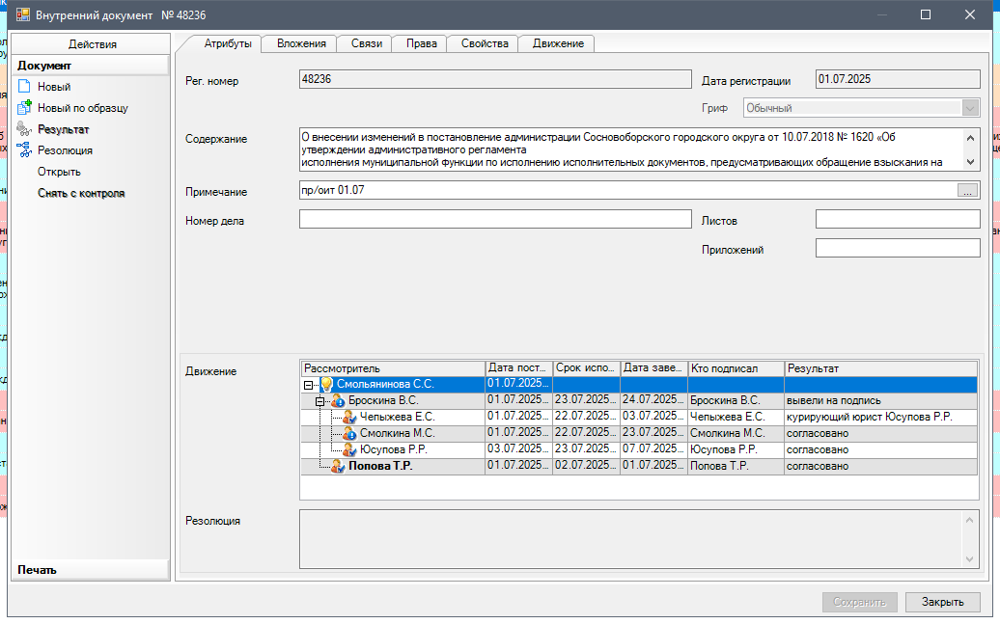 Внутренний документ № 48236
Действия
Документ
Новый
Новый по образцу
Результат
Резолюция
Открыть
Снять с контроля
Печать
Атрибуты Вложения Связи Права Свойства Движение
Рег. номер 48236 Дата регистрации 01.07.2025
Гриф Обычный
Содержание О внесении изменений в постановление администрации Сосновоборского городского округа от 10.07.2018 № 1620 «Об
утверждении административного регламента
исполнения муниципальной функции по исполнению исполнительных документов, предусматривающих обращение взыскания на
Примечание пр/оит 01.07 ...
Номер дела Листов
Приложений
Движение
Рассмотритель Дата пост... Срок испо... Дата заве... Кто подписал Результат
Смольянинова С.С. 01.07.2025...
Броскина В.С. 01.07.2025... 23.07.2025... 24.07.2025... Броскина В.С. вывели на подпись
Чепыжева Е.С. 01.07.2025... 22.07.2025... 03.07.2025... Чепыжева Е.С. курирующий юрист Юсупова Р.Р.
Смолкина М.С. 01.07.2025... 22.07.2025... 23.07.2025... Смолкина М.С. согласовано
Юсупова Р.Р. 03.07.2025... 23.07.2025... 07.07.2025... Юсупова Р.Р. согласовано
Попова Т.Р. 01.07.2025... 02.07.2025... 01.07.2025... Попова Т.Р. согласовано
Резолюция
Сохранить Закрыть